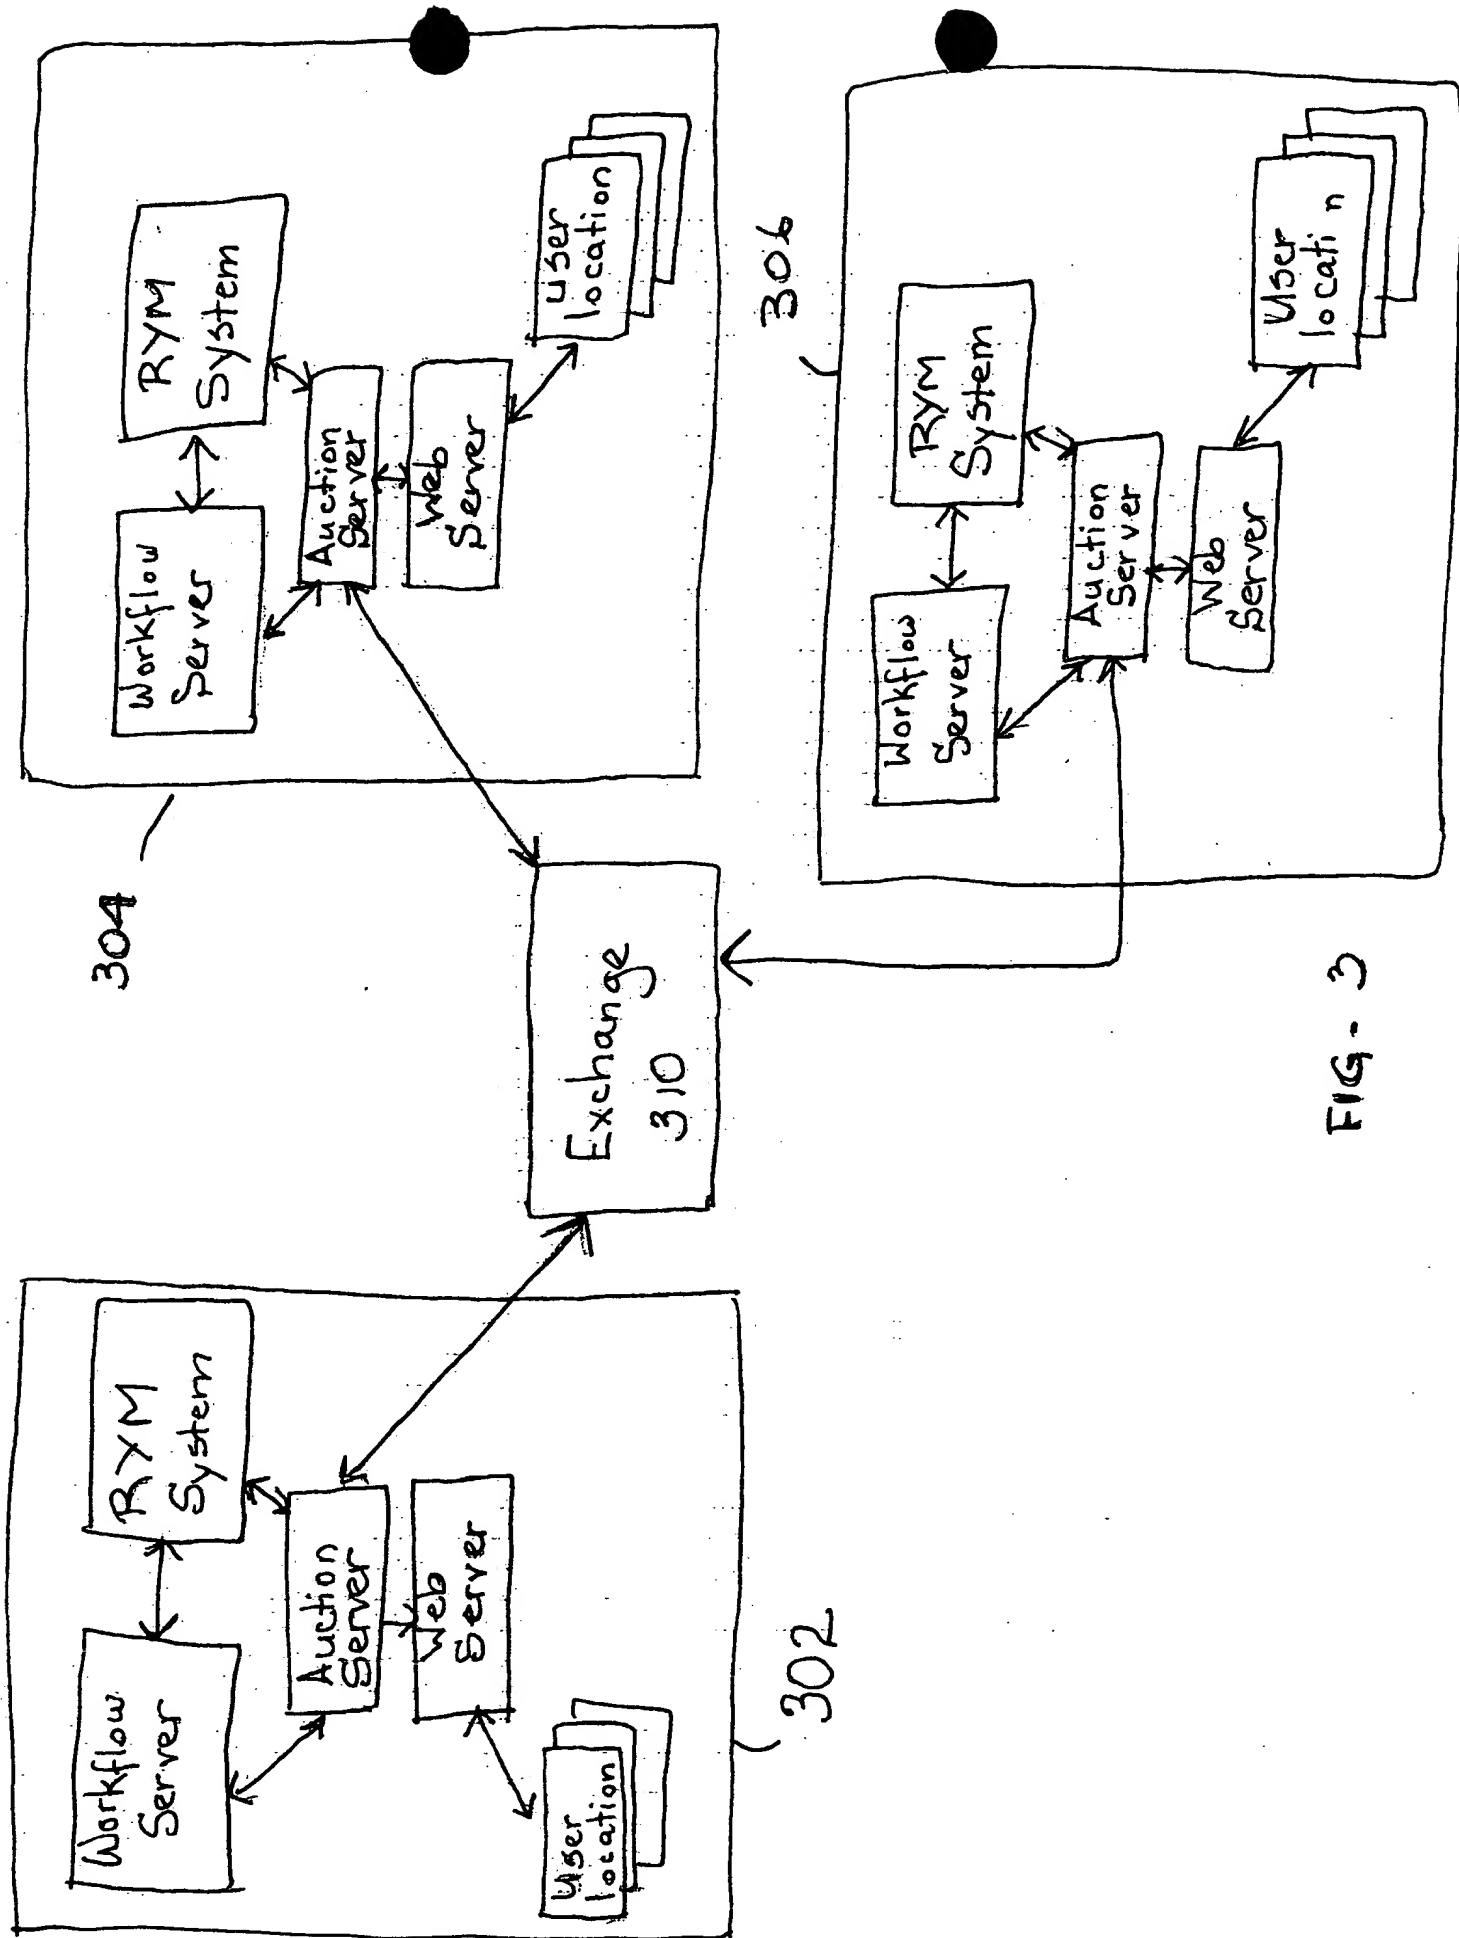 Workflow
Server
RYM
System
Auction
Server
Web
Server
User
location
302
Exchange
310
304
Workflow
Server
RYM
System
Auction
Server
Web
Server
User
location
306
Workflow
Server
RYM
System
Auction
Server
Web
Server
User
locati n
FIG - 3